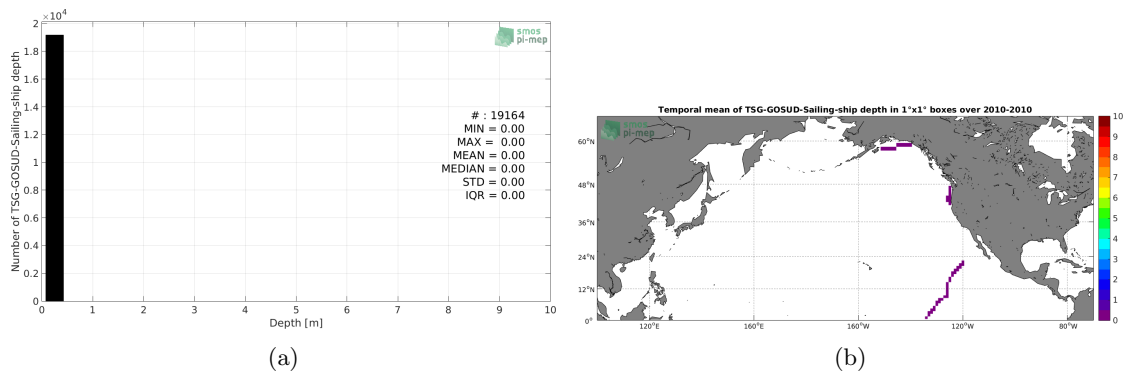 ×10⁴
2
1.8
1.6
1.4
1.2
1
0.8
0.6
0.4
0.2
0
Number of TSG-GOSUD-Sailing-ship depth
smos
pi-mep
# : 19164
MIN = 0.00
MAX = 0.00
MEAN = 0.00
MEDIAN = 0.00
STD = 0.00
IQR = 0.00
0 1 2 3 4 5 6 7 8 9 10
Depth [m]
(a)
Temporal mean of TSG-GOSUD-Sailing-ship depth in 1°x1° boxes over 2010-2010
smos
pi-mep
60°N
48°N
36°N
24°N
12°N
0°
120°E 160°E 160°W 120°W 80°W
10
9
8
7
6
5
4
3
2
1
0
(b)